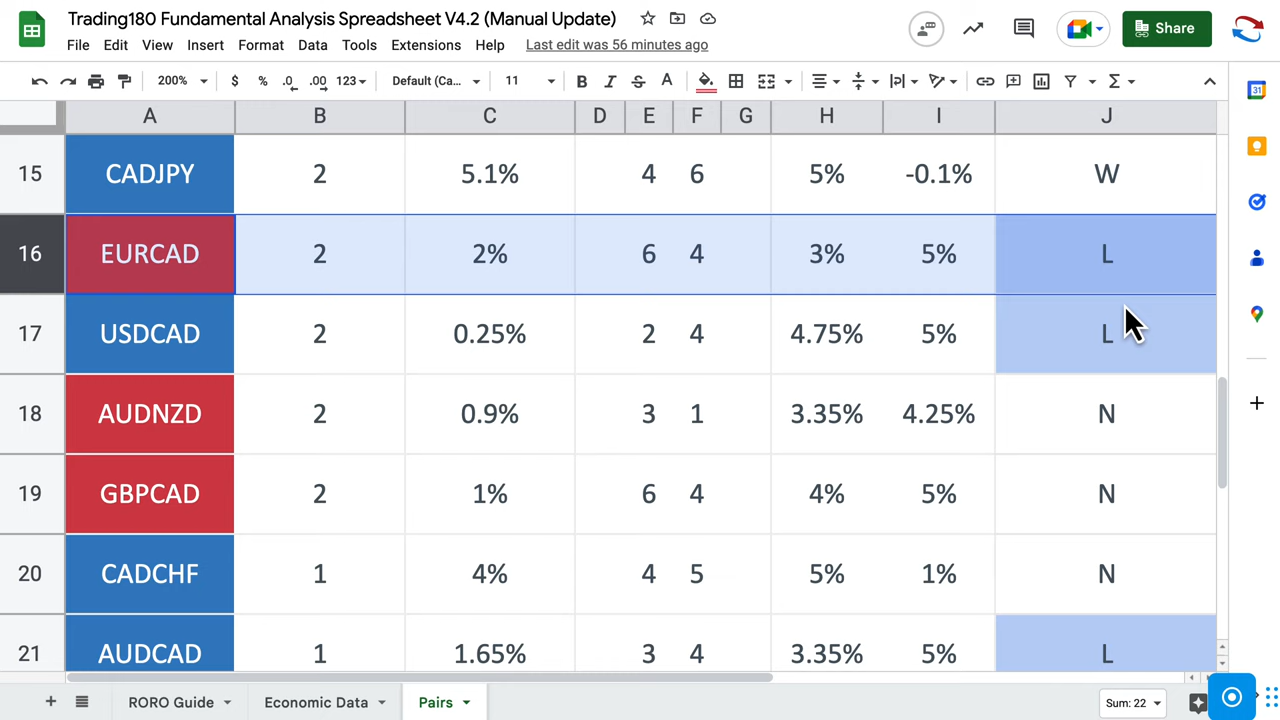 Trading180 Fundamental Analysis Spreadsheet V4.2 (Manual Update)
File Edit View Insert Format Data Tools Extensions Help Last edit was 56 minutes ago
Share
200% $ % .0 .00 123 Default (Ca... 11 B I S A
31
A B C D E F G H I J
15 CADJPY 2 5.1% 4 6 5% -0.1% W
16 EURCAD 2 2% 6 4 3% 5% L
17 USDCAD 2 0.25% 2 4 4.75% 5% L
18 AUDNZD 2 0.9% 3 1 3.35% 4.25% N
19 GBPCAD 2 1% 6 4 4% 5% N
20 CADCHF 1 4% 4 5 5% 1% N
21 AUDCAD 1 1.65% 3 4 3.35% 5% L
RORO Guide Economic Data Pairs Sum: 22